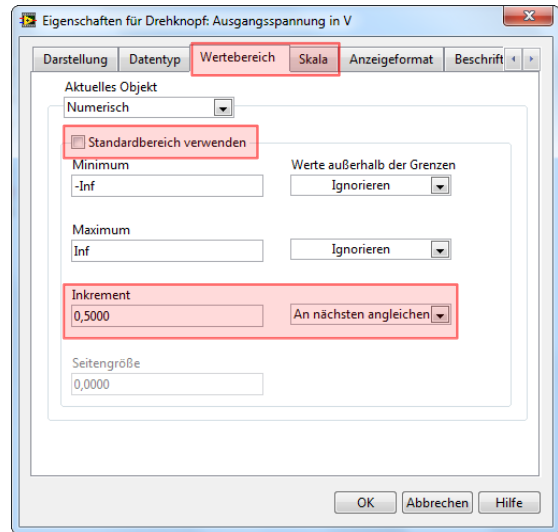 Eigenschaften für Drehknopf: Ausgangsspannung in V
Darstellung Datentyp Wertebereich Skala Anzeigeformat Beschrift
Aktuelles Objekt
Numerisch
Standardbereich verwenden
Minimum Werte außerhalb der Grenzen
-Inf Ignorieren
Maximum
Inf Ignorieren
Inkrement
0,5000 An nächsten angleichen
Seitengröße
0,0000
OK Abbrechen Hilfe